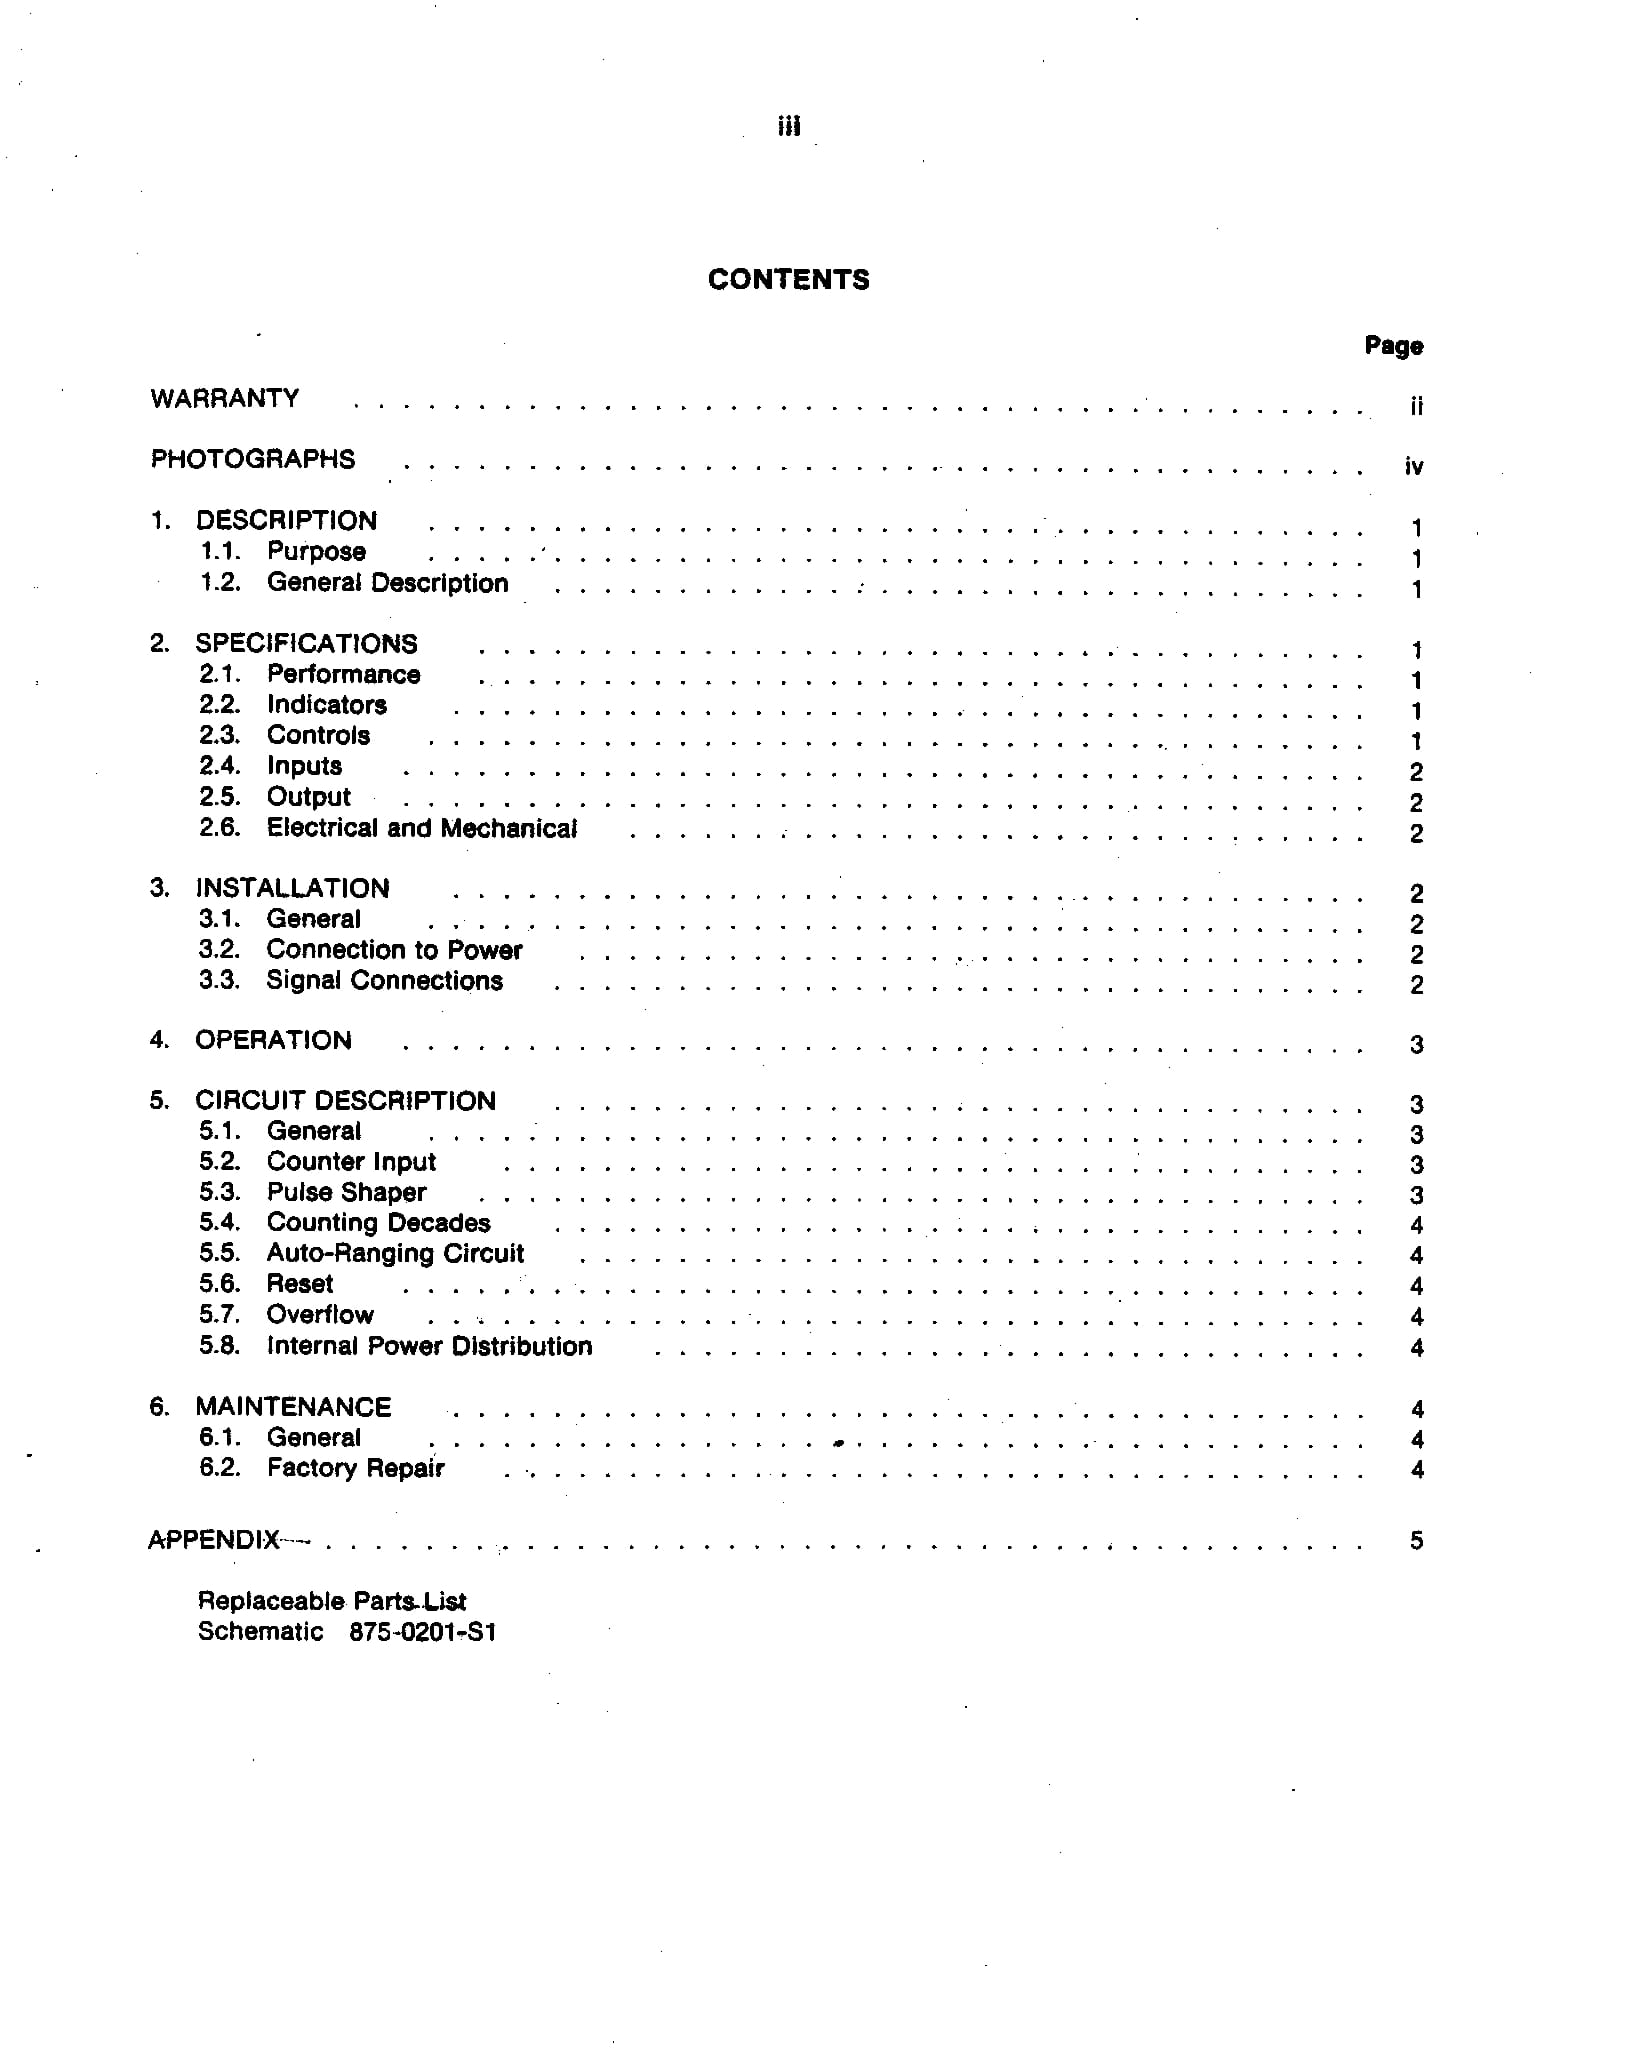 iii
CONTENTS
Page
WARRANTY . . . . . . . . . . . . . . . . . . . . ii
PHOTOGRAPHS . . . . . . . . . . . . . . . . . . . . iv
1. DESCRIPTION . . . . . . . . . . . . . . . . . . . . 1
1.1. Purpose . . . . . . . . . . . . . . . . . . . . 1
1.2. General Description . . . . . . . . . . . . . . . . . . . . 1
2. SPECIFICATIONS . . . . . . . . . . . . . . . . . . . . 1
2.1. Performance . . . . . . . . . . . . . . . . . . . . 1
2.2. Indicators . . . . . . . . . . . . . . . . . . . . 1
2.3. Controls . . . . . . . . . . . . . . . . . . . . 1
2.4. Inputs . . . . . . . . . . . . . . . . . . . . 2
2.5. Output . . . . . . . . . . . . . . . . . . . . 2
2.6. Electrical and Mechanical . . . . . . . . . . . . . . . . . . . . 2
3. INSTALLATION . . . . . . . . . . . . . . . . . . . . 2
3.1. General . . . . . . . . . . . . . . . . . . . . 2
3.2. Connection to Power . . . . . . . . . . . . . . . . . . . . 2
3.3. Signal Connections . . . . . . . . . . . . . . . . . . . . 2
4. OPERATION . . . . . . . . . . . . . . . . . . . . 3
5. CIRCUIT DESCRIPTION . . . . . . . . . . . . . . . . . . . . 3
5.1. General . . . . . . . . . . . . . . . . . . . . 3
5.2. Counter Input . . . . . . . . . . . . . . . . . . . . 3
5.3. Pulse Shaper . . . . . . . . . . . . . . . . . . . . 3
5.4. Counting Decades . . . . . . . . . . . . . . . . . . . . 4
5.5. Auto-Ranging Circuit . . . . . . . . . . . . . . . . . . . . 4
5.6. Reset . . . . . . . . . . . . . . . . . . . . 4
5.7. Overflow . . . . . . . . . . . . . . . . . . . . 4
5.8. Internal Power Distribution . . . . . . . . . . . . . . . . . . . . 4
6. MAINTENANCE . . . . . . . . . . . . . . . . . . . . 4
6.1. General . . . . . . . . . . . . . . . . . . . . 4
6.2. Factory Repair . . . . . . . . . . . . . . . . . . . . 4
APPENDIX . . . . . . . . . . . . . . . . . . . . 5
Replaceable Parts List
Schematic 875-0201-S1